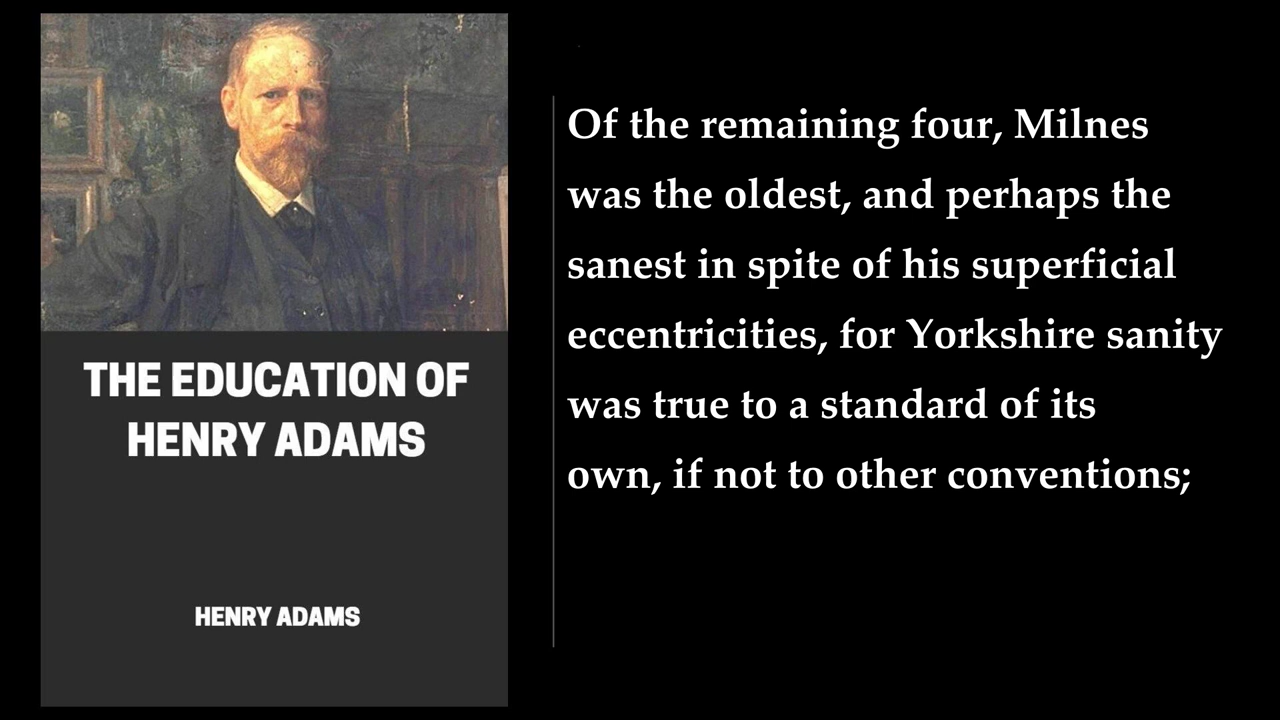 THE EDUCATION OF
HENRY ADAMS
HENRY ADAMS
Of the remaining four, Milnes
was the oldest, and perhaps the
sanest in spite of his superficial
eccentricities, for Yorkshire sanity
was true to a standard of its
own, if not to other conventions;